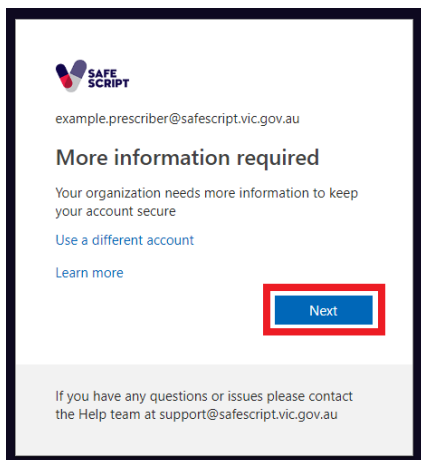 SAFE
SCRIPT
example.prescriber@safescript.vic.gov.au
More information required
Your organization needs more information to keep
your account secure
Use a different account
Learn more
Next
If you have any questions or issues please contact
the Help team at support@safescript.vic.gov.au